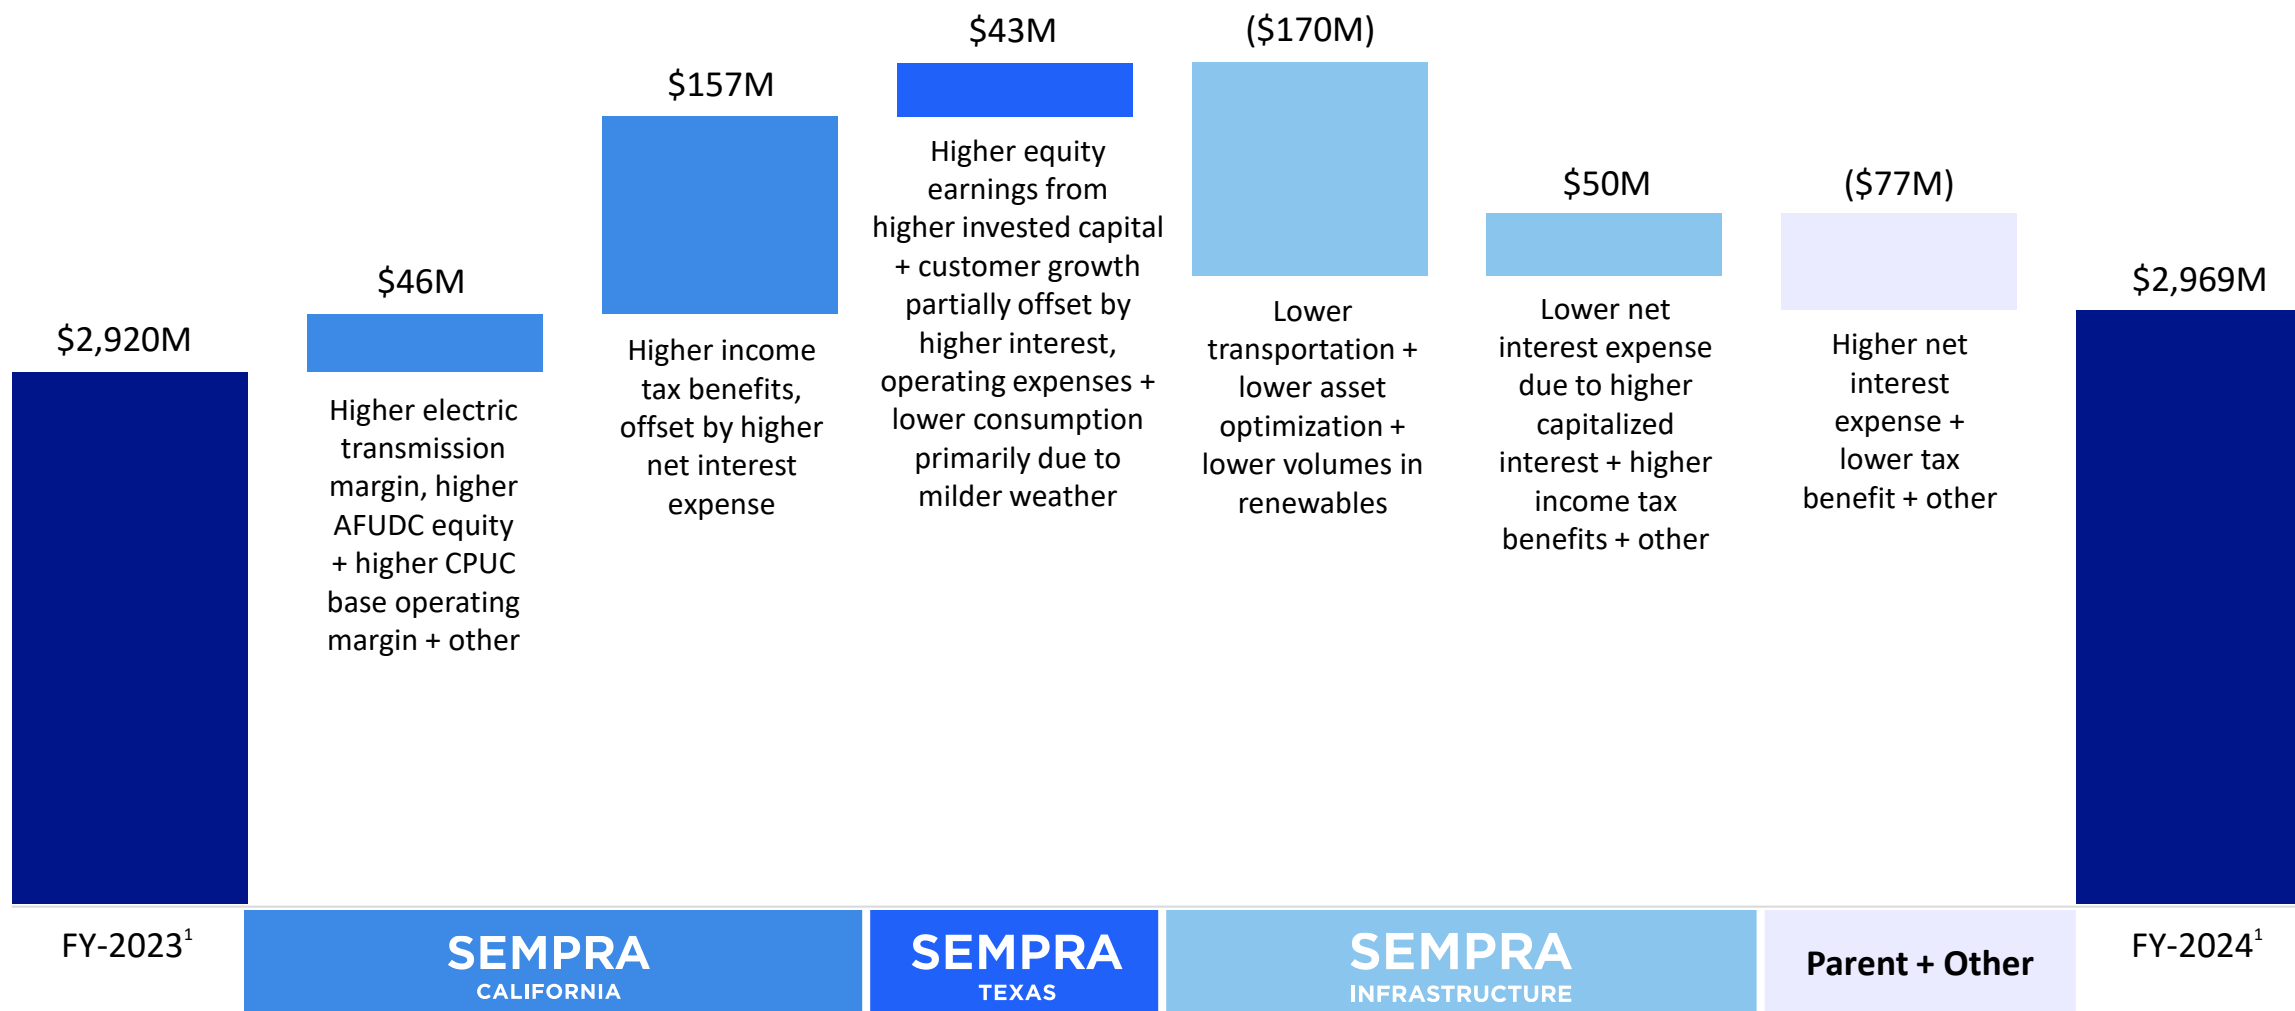 $2,920M
$46M
Higher electric
transmission
margin, higher
AFUDC equity
+ higher CPUC
base operating
margin + other
$157M
Higher income
tax benefits,
offset by higher
net interest
expense
$43M
Higher equity
earnings from
higher invested capital
+ customer growth
partially offset by
higher interest,
operating expenses +
lower consumption
primarily due to
milder weather
($170M)
Lower
transportation +
lower asset
optimization +
lower volumes in
renewables
$50M
Lower net
interest expense
due to higher
capitalized
interest + higher
income tax
benefits + other
($77M)
Higher net
interest
expense +
lower tax
benefit + other
$2,969M
FY-2023¹
SEMPRA
CALIFORNIA
SEMPRA
TEXAS
SEMPRA
INFRASTRUCTURE
Parent + Other
FY-2024¹